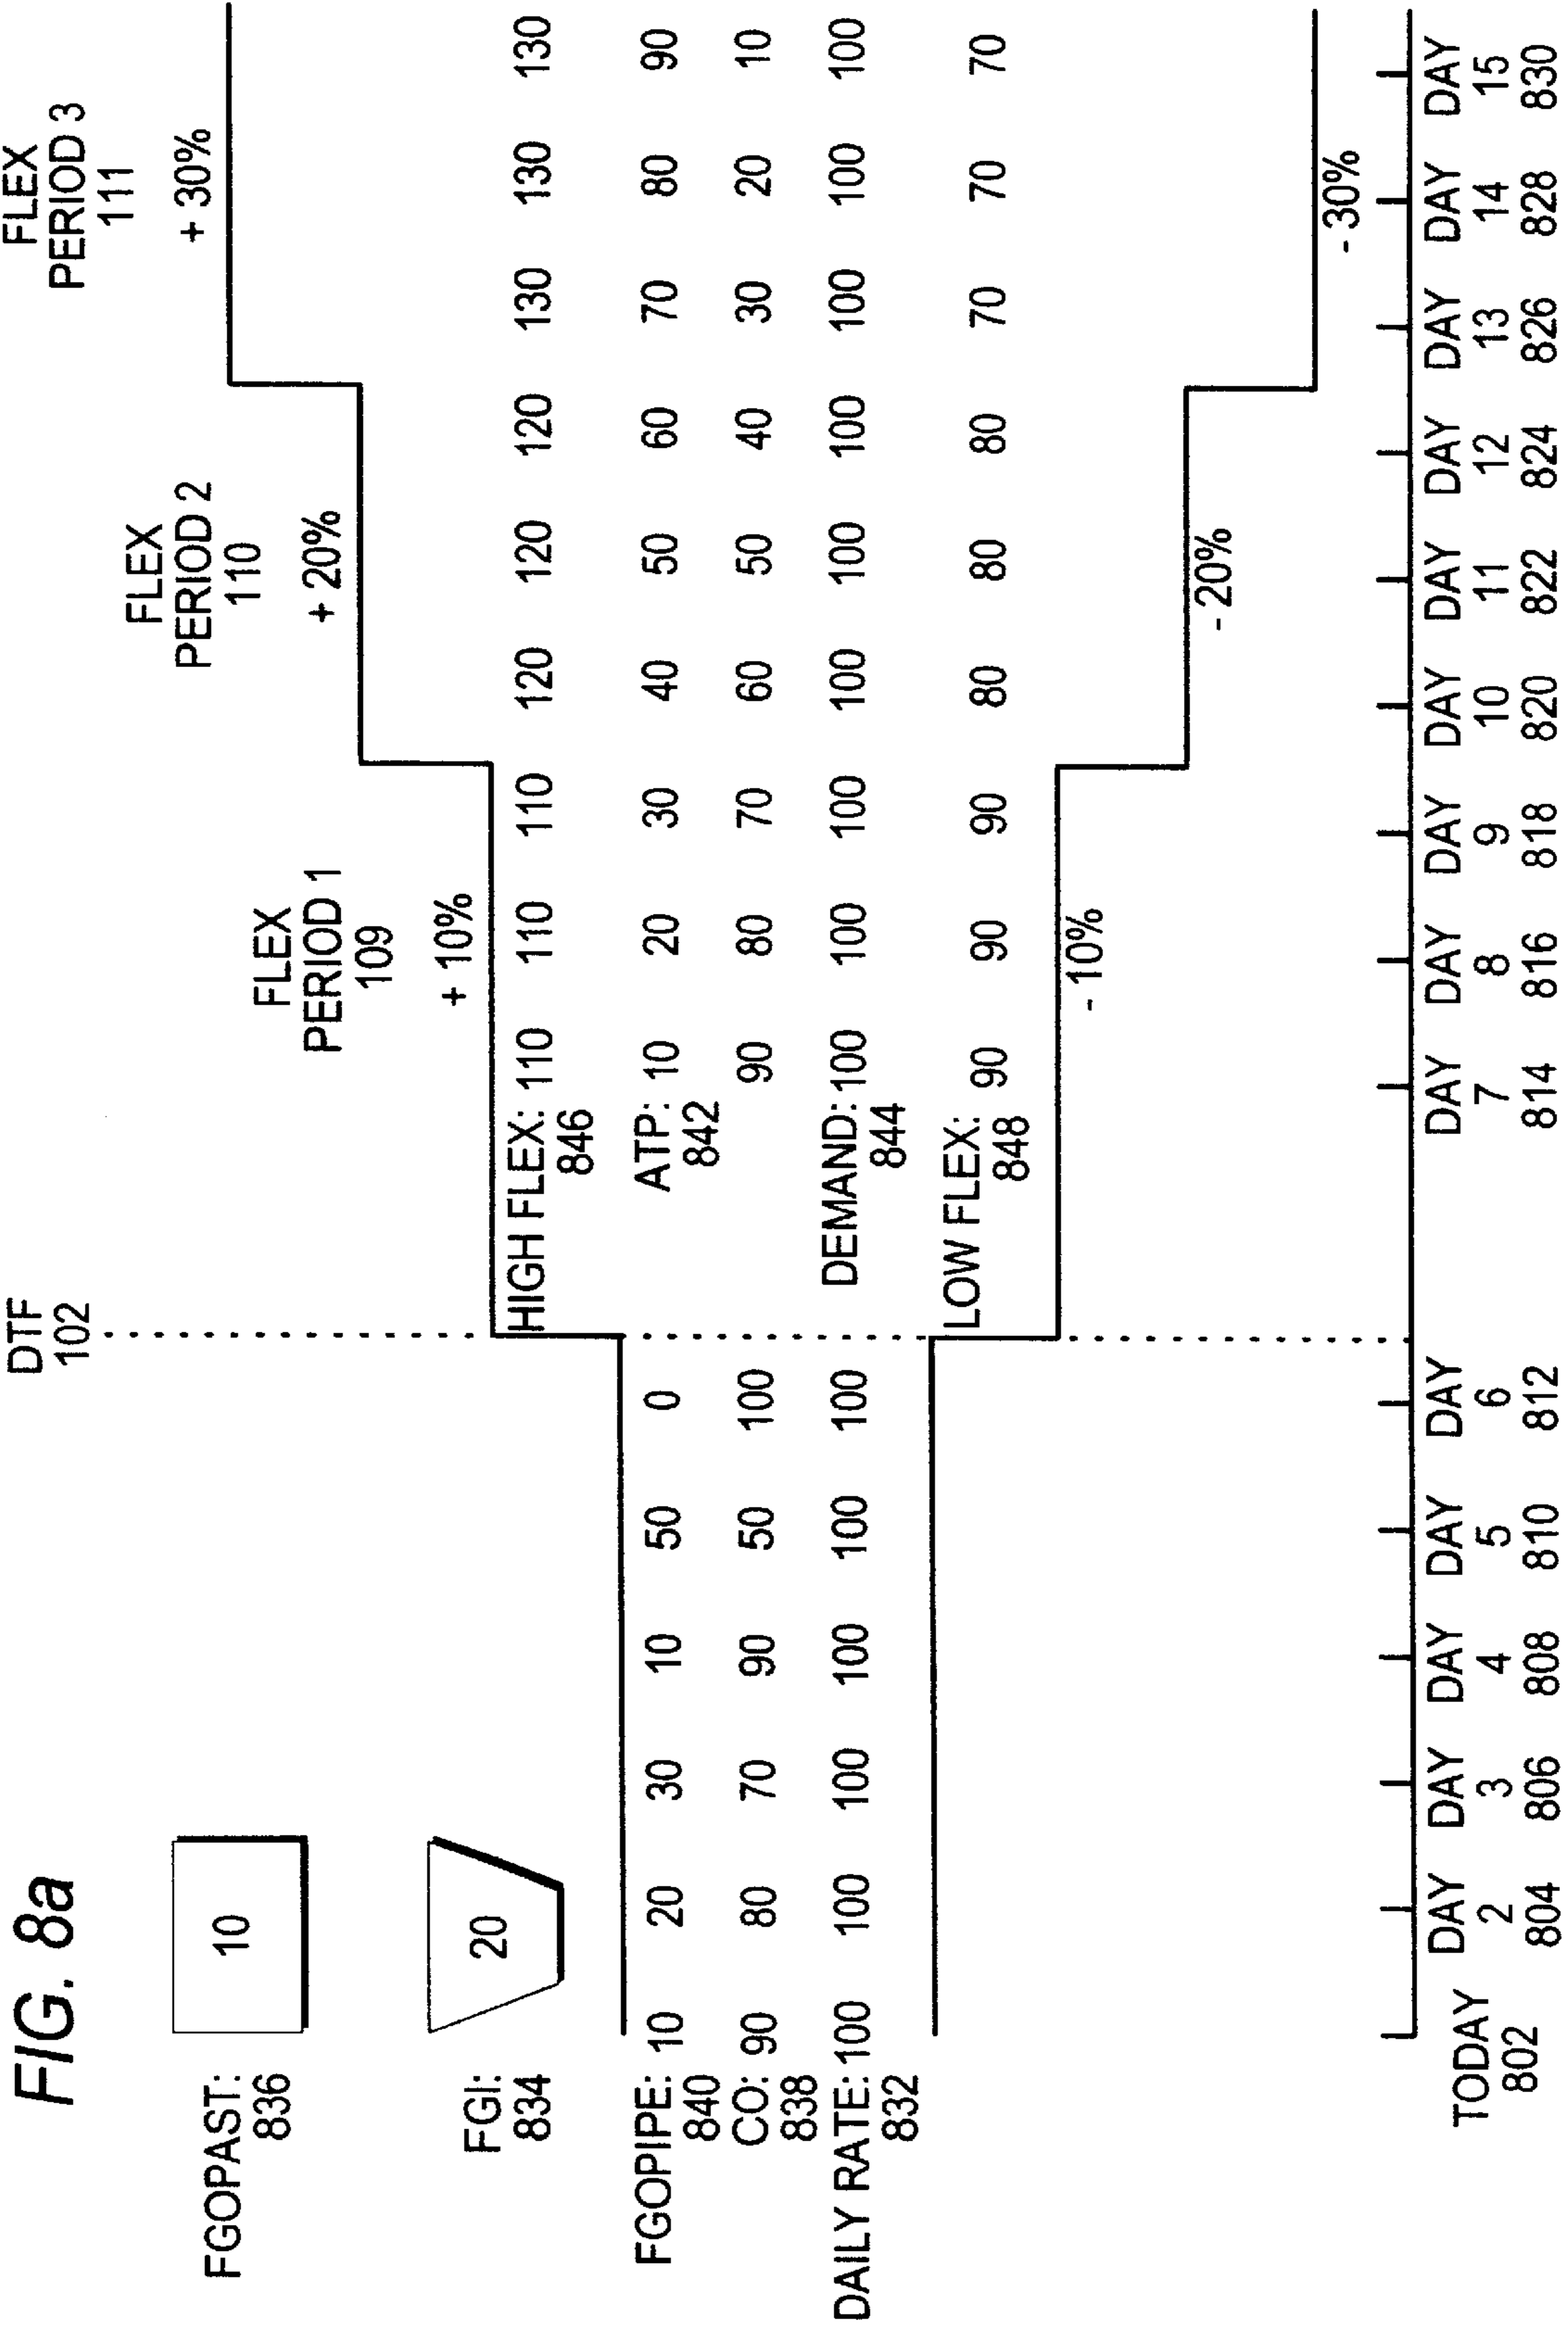 FIG. 8a
DTF
102
FLEX
PERIOD 3
111
+ 30%
FLEX
PERIOD 2
110
+ 20%
FLEX
PERIOD 1
109
+ 10%
FGOPAST:
836
10
FGI:
834
20
HIGH FLEX: 110 110 110 120 120 120 130 130 130
846
FGOPIPE: 10 20 30 10 50 0
840
ATP: 10 20 30 40 50 60 70 80 90
842
CO: 90 80 70 90 50 100 90 80 70 60 50 40 30 20 10
838
DAILY RATE: 100 100 100 100 100 100
832
DEMAND: 100 100 100 100 100 100 100 100 100
844
LOW FLEX: 90 90 90 80 80 80 70 70 70
848
- 10%
- 20%
- 30%
TODAY
802
DAY
2
804
DAY
3
806
DAY
4
808
DAY
5
810
DAY
6
812
DAY
7
814
DAY
8
816
DAY
9
818
DAY
10
820
DAY
11
822
DAY
12
824
DAY
13
826
DAY
14
828
DAY
15
830